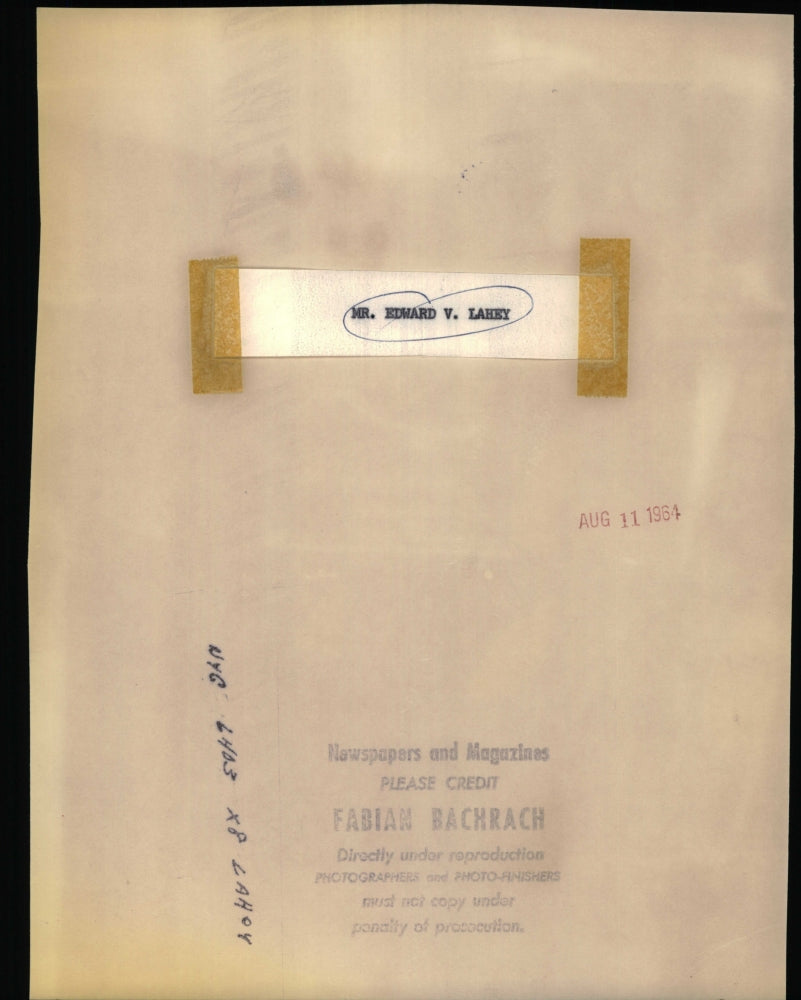 MR. EDWARD V. LAHEY
AUG 11 1964
Newspapers and Magazines
PLEASE CREDIT
FABIAN BACHRACH
Directly under reproduction
PHOTOGRAPHERS and PHOTO-FINISHERS
must not copy under
penalty of prosecution.